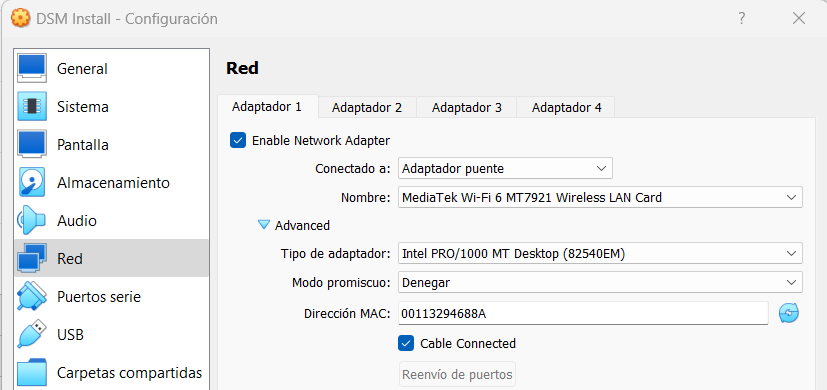 DSM Install - Configuración
?
General
Sistema
Pantalla
Almacenamiento
Audio
Red
Puertos serie
USB
Carpetas compartidas
Red
Adaptador 1 Adaptador 2 Adaptador 3 Adaptador 4
Enable Network Adapter
Conectado a: Adaptador puente
Nombre: MediaTek Wi-Fi 6 MT7921 Wireless LAN Card
Advanced
Tipo de adaptador: Intel PRO/1000 MT Desktop (82540EM)
Modo promiscuo: Denegar
Dirección MAC: 00113294688A
Cable Connected
Reenvío de puertos